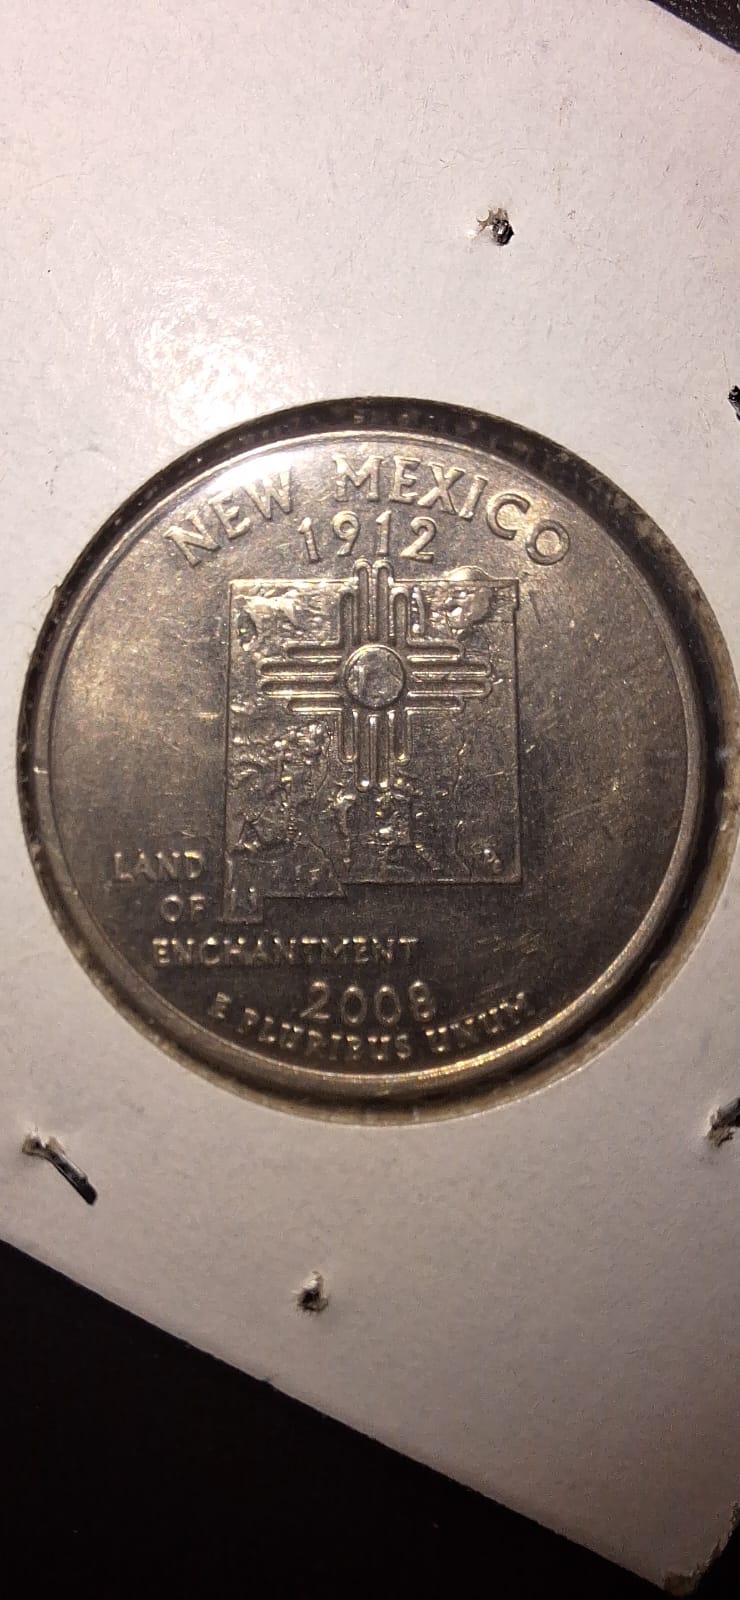 NEW MEXICO
1912
LAND
OF
ENCHANTMENT
2008
E PLURIBUS UNUM